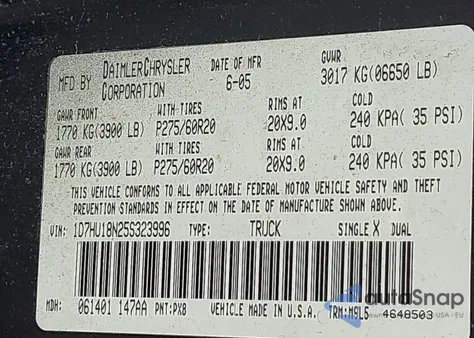 MFD BY DAIMLERCHRYSLER CORPORATION DATE OF MFR 6-05 GVWR 3017 KG(06650 LB)
GAWR FRONT WITH TIRES RIMS AT COLD
1770 KG(3900 LB) P275/60R20 20X9.0 240 KPA( 35 PSI)
GAWR REAR WITH TIRES RIMS AT COLD
1770 KG(3900 LB) P275/60R20 20X9.0 240 KPA( 35 PSI)
THIS VEHICLE CONFORMS TO ALL APPLICABLE FEDERAL MOTOR VEHICLE SAFETY AND THEFT
PREVENTION STANDARDS IN EFFECT ON THE DATE OF MANUFACTURE SHOWN ABOVE.
VIN: 1D7HU18N25S323996 TYPE: TRUCK SINGLE X DUAL
MDH: 061401 147AA PNT:PX8 VEHICLE MADE IN U.S.A. TRM:M9L5 4648503
autoSnap